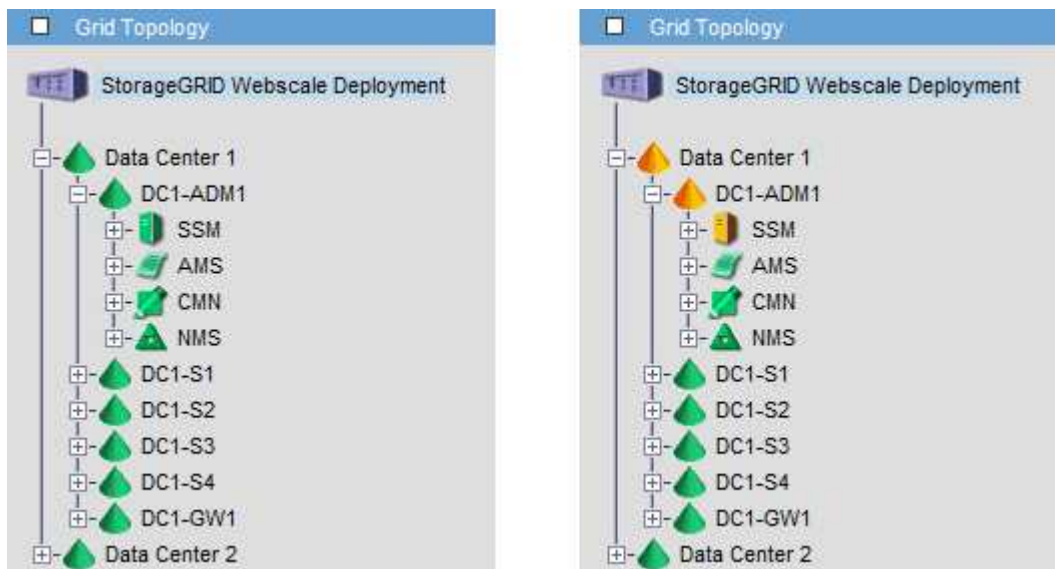 Grid Topology
StorageGRID Webscale Deployment
Data Center 1
DC1-ADM1
SSM
AMS
CMN
NMS
DC1-S1
DC1-S2
DC1-S3
DC1-S4
DC1-GW1
Data Center 2
Grid Topology
StorageGRID Webscale Deployment
Data Center 1
DC1-ADM1
SSM
AMS
CMN
NMS
DC1-S1
DC1-S2
DC1-S3
DC1-S4
DC1-GW1
Data Center 2